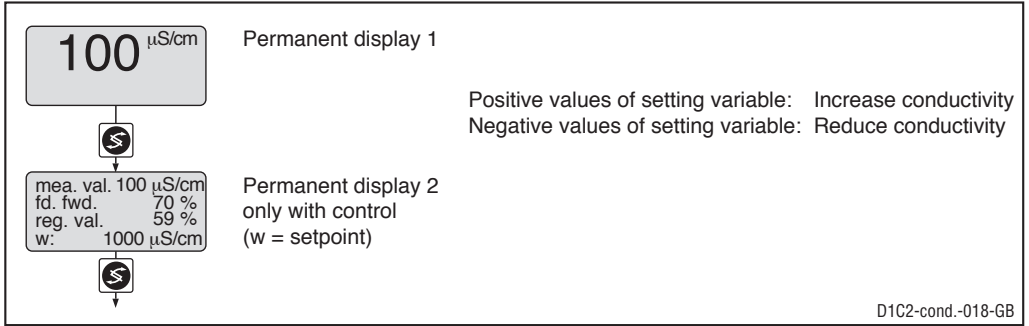 100 µS/cm
Permanent display 1
Positive values of setting variable: Increase conductivity
Negative values of setting variable: Reduce conductivity
mea. val. 100 µS/cm
fd. fwd. 70 %
reg. val. 59 %
w: 1000 µS/cm
Permanent display 2
only with control
(w = setpoint)
D1C2-cond.-018-GB